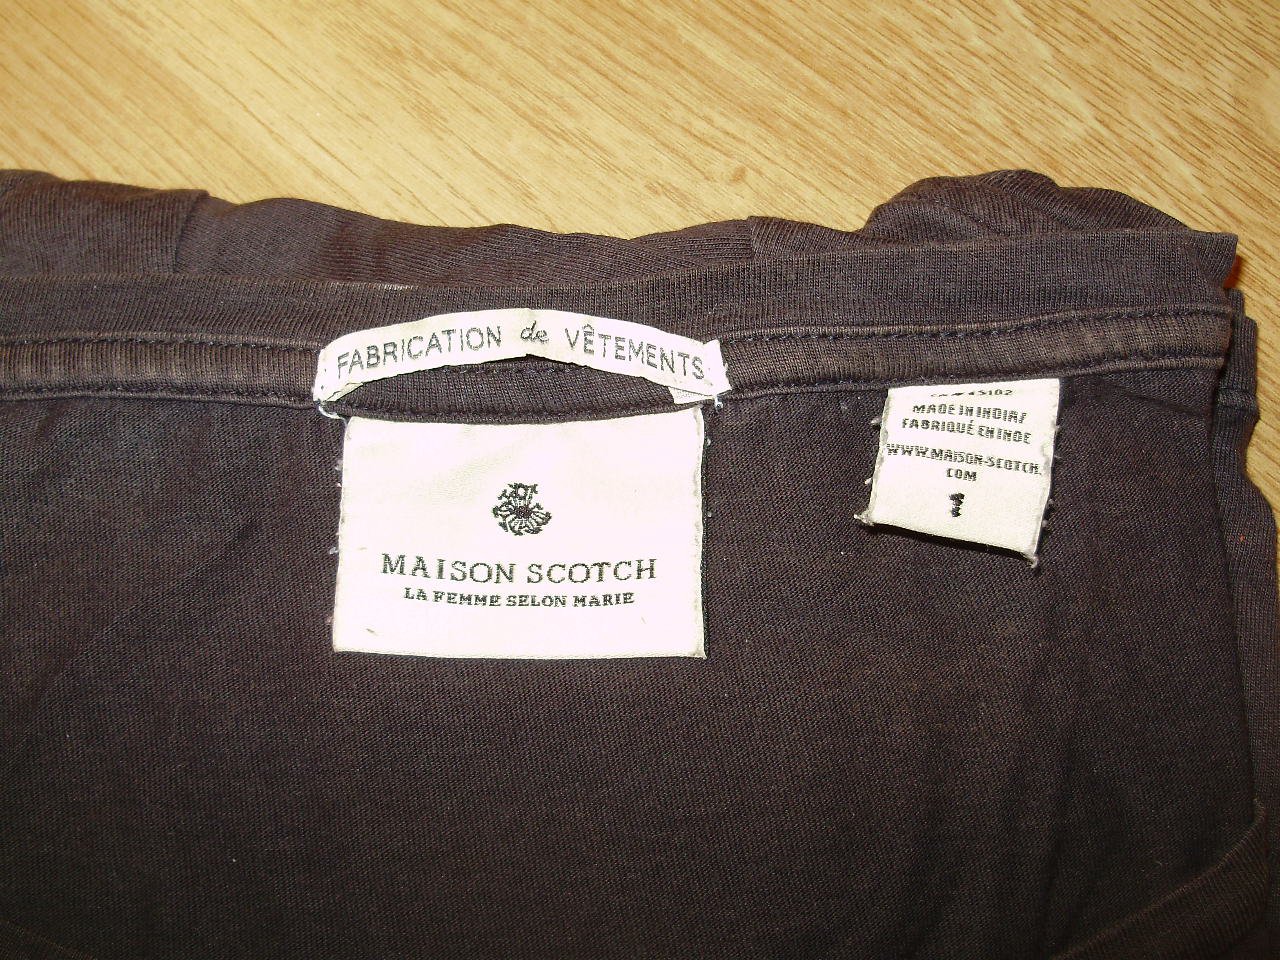 FABRICATION de VÊTEMENTS
MAISON SCOTCH
LA FEMME SELON MARIE
MADE IN INDIA/
FABRIQUÉ EN INDE
WWW.MAISON-SCOTCH.
COM
1